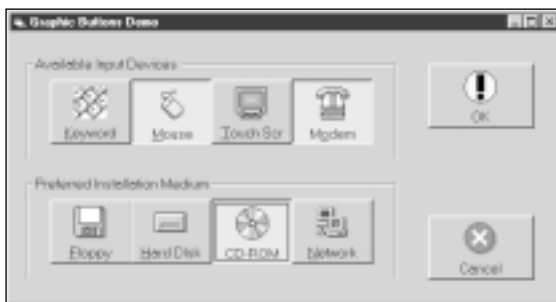 Graphic Buttons Demo
Available Input Devices
Keyword
Mouse
Touch Scr
Modem
OK
Preferred Installation Medium
Floppy
Hard Disk
CD-ROM
Network
Cancel